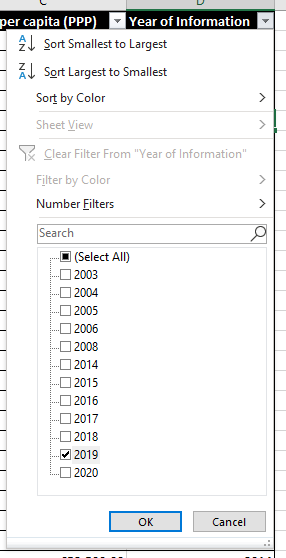 C D
per capita (PPP) Year of Information
Sort Smallest to Largest
Sort Largest to Smallest
Sort by Color
Sheet View
Clear Filter From "Year of Information"
Filter by Color
Number Filters
Search
(Select All)
2003
2004
2005
2006
2008
2014
2015
2016
2017
2018
2019
2020
OK Cancel